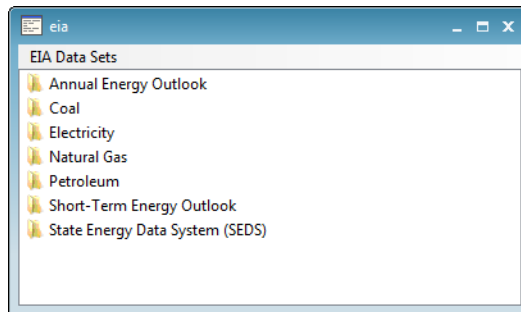 eia
EIA Data Sets
Annual Energy Outlook
Coal
Electricity
Natural Gas
Petroleum
Short-Term Energy Outlook
State Energy Data System (SEDS)